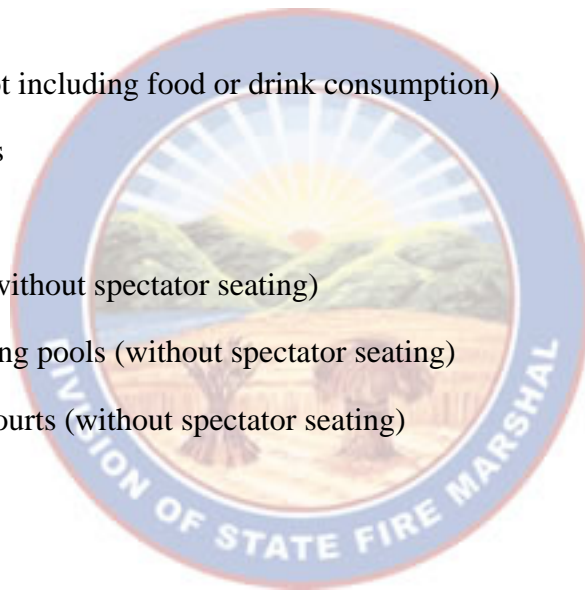 t including food or drink consumption)
s
without spectator seating)
ng pools (without spectator seating)
ourts (without spectator seating)
DIVISION OF STATE FIRE MARSHAL